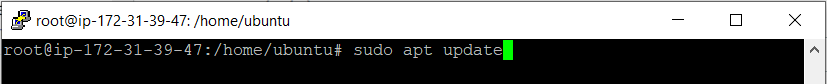 root@ip-172-31-39-47: /home/ubuntu
root@ip-172-31-39-47:/home/ubuntu# sudo apt update